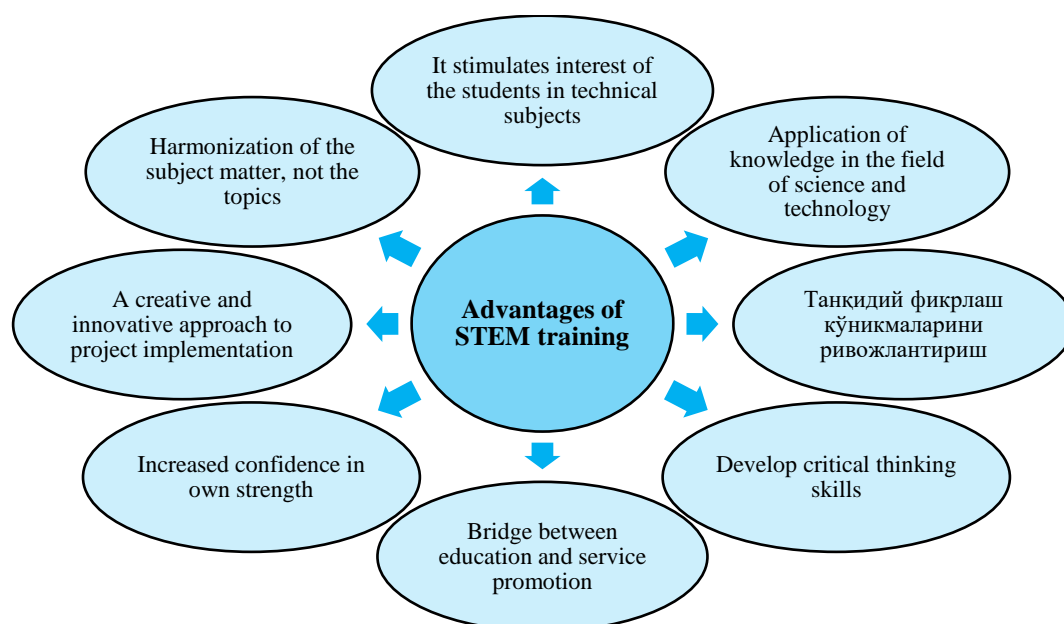 It stimulates interest of
the students in technical
subjects
Application of
knowledge in the field
of science and
technology
Танқидий фикрлаш
кўникмаларини
ривожлантириш
Develop critical thinking
skills
Bridge between
education and service
promotion
Increased confidence in
own strength
A creative and
innovative approach to
project implementation
Harmonization of the
subject matter, not the
topics
Advantages of
STEM training